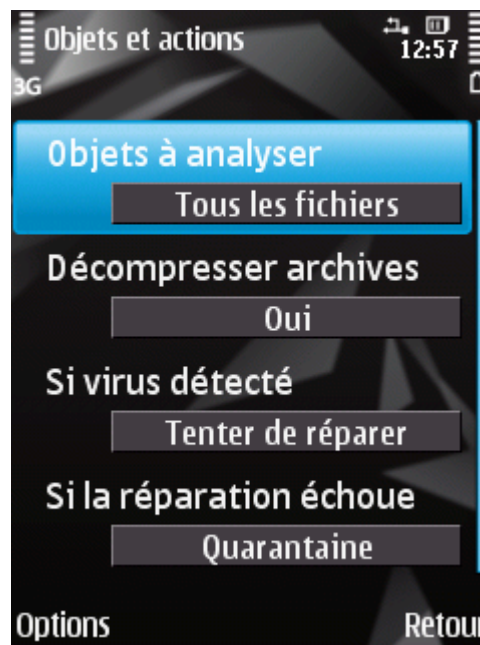 Objets et actions
12:57
3G
Objets à analyser
Tous les fichiers
Décompresser archives
Oui
Si virus détecté
Tenter de réparer
Si la réparation échoue
Quarantaine
Options
Retour